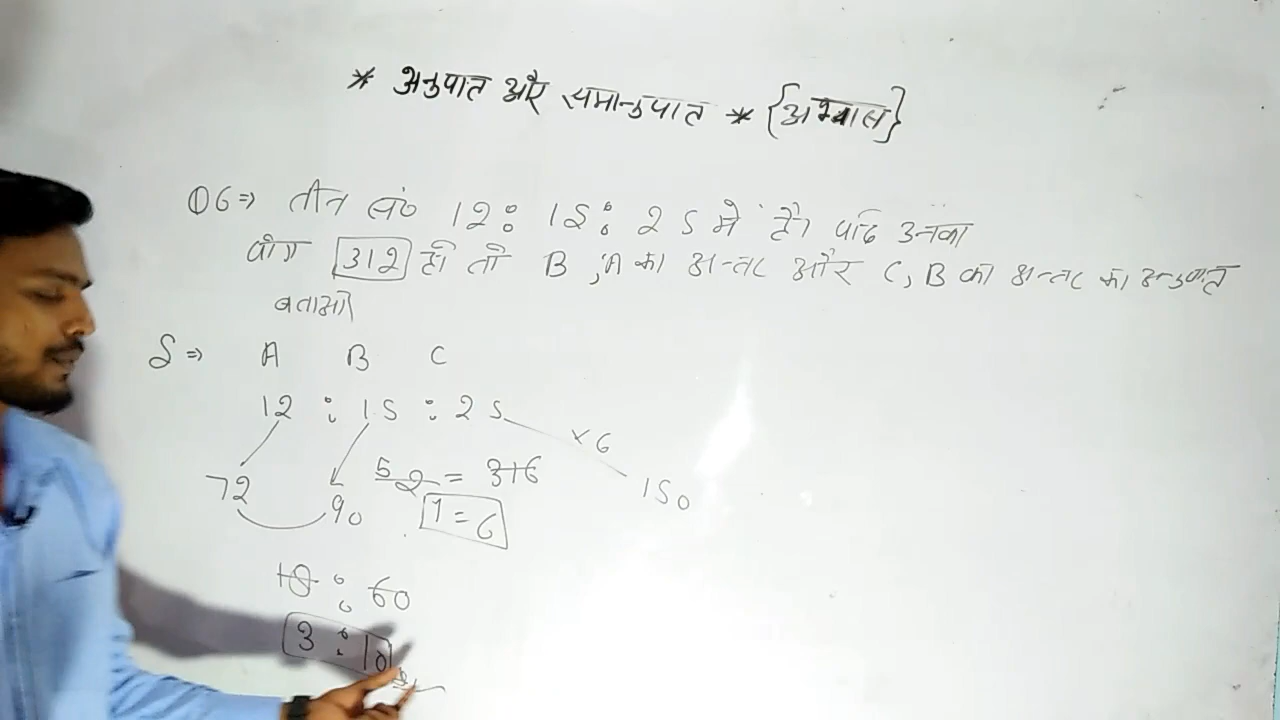 * अनुपात और समानुपात * {अभ्यास}
Q6⇒ तीन सं० 12 : 15 : 25 में है। यदि उनका
योग 312 हो तो B, A का अन्तर और C, B का अन्तर का अनुपात
बताओ
S⇒ A B C
12 : 15 : 25
×6
72 90 150
52 = 316
1 = 6
18 : 60
3 : 10